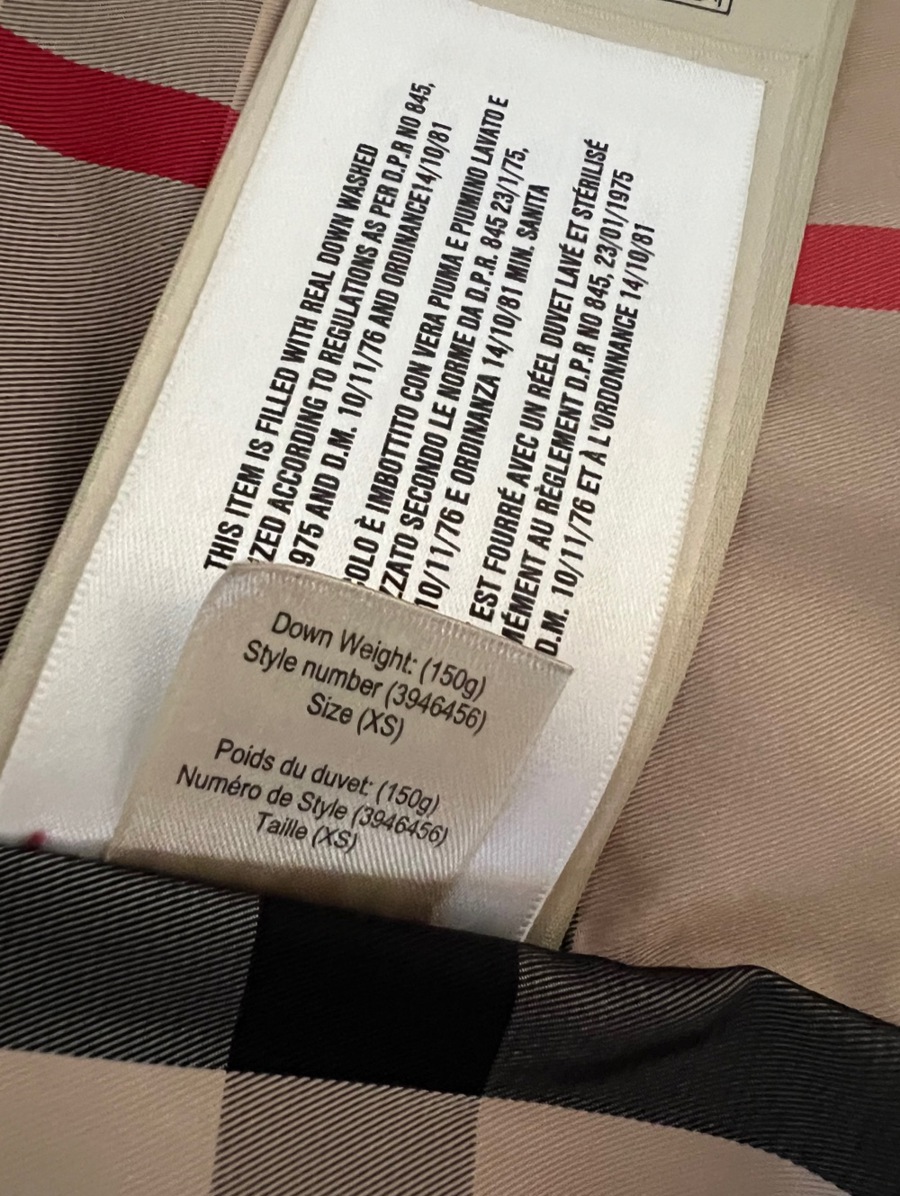 THIS ITEM IS FILLED WITH REAL DOWN WASHED
ZED ACCORDING TO REGULATIONS AS PER D.P.R NO 845,
975 AND D.M. 10/11/76 AND ORDINANCE14/10/81
OLO È IMBOTTITO CON VERA PIUMA E PIUMINO LAVATO E
ZZATO SECONDO LE NORME DA D.P.R. 845 23/1/75,
10/11/76 E ORDINANZA 14/10/81 MIN. SANITA
EST FOURRÉ AVEC UN RÉEL DUVET LAVÉ ET STÉRILISÉ
MÉMENT AU RÈGLEMENT D.P.R NO 845, 23/01/1975
D.M. 10/11/76 ET À L'ORDONNANCE 14/10/81
Down Weight: (150g)
Style number (3946456)
Size (XS)
Poids du duvet: (150g)
Numéro de Style (3946456)
Taille (XS)